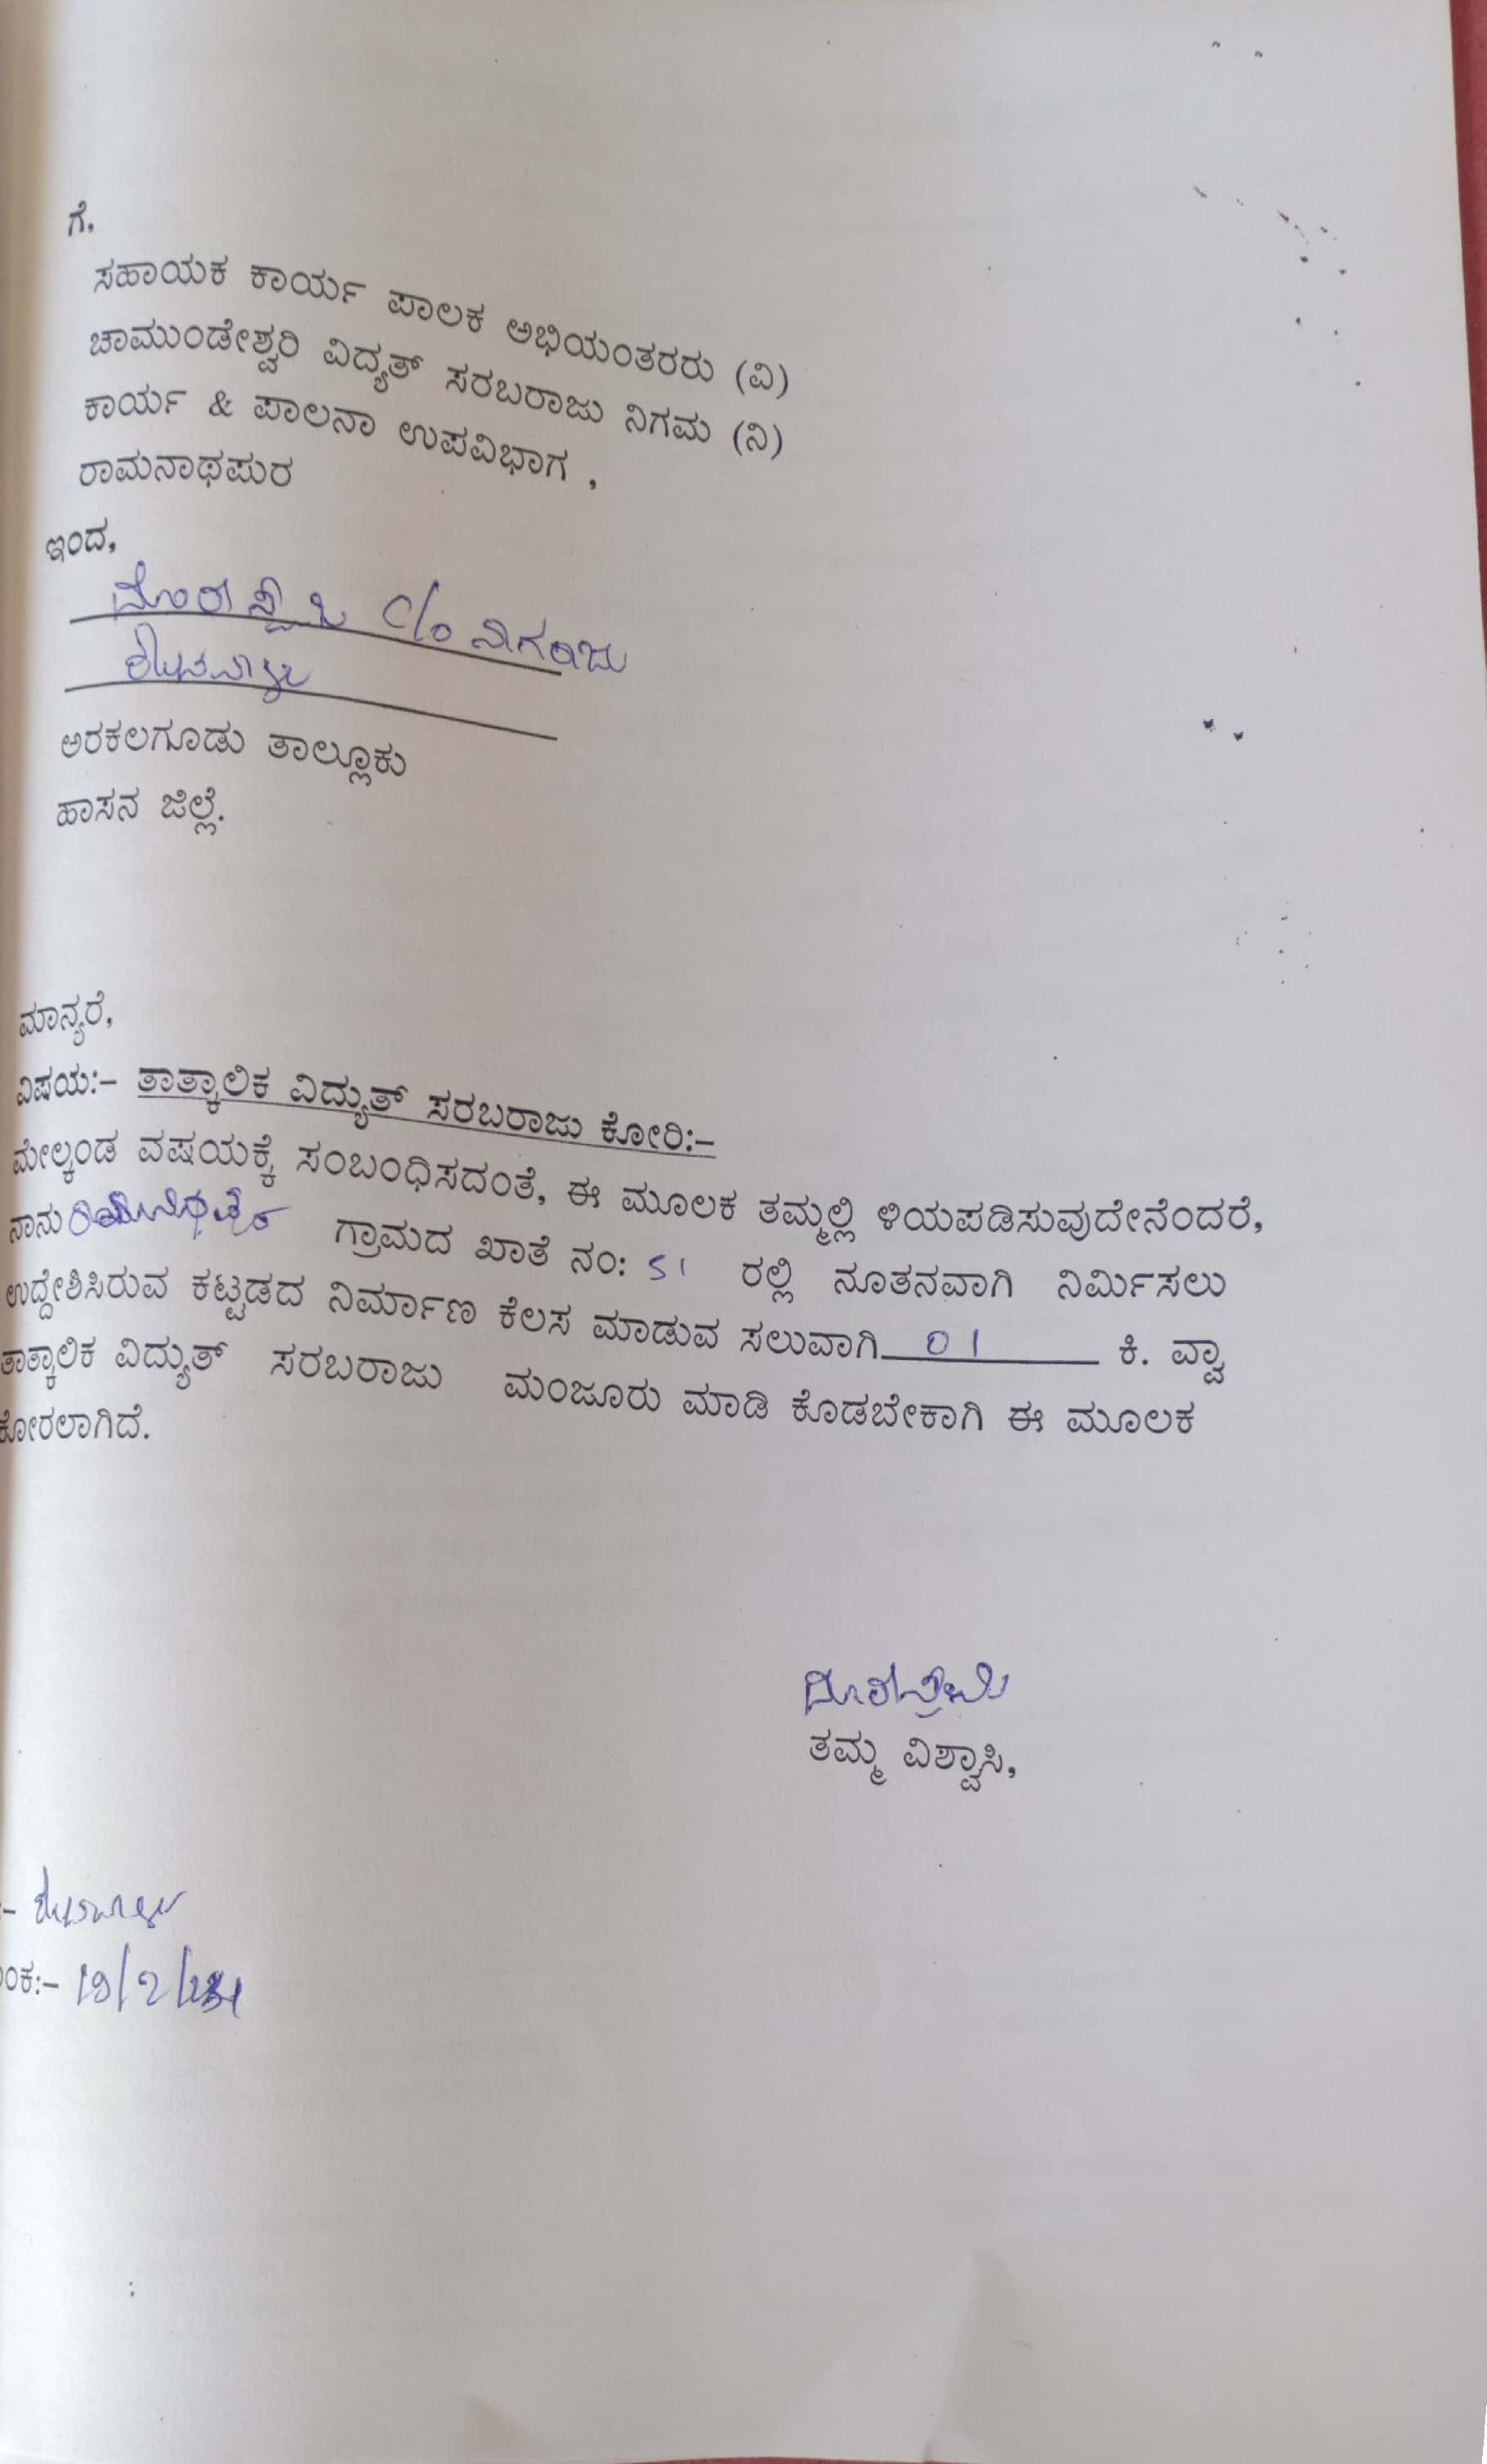 ಗೆ,
ಸಹಾಯಕ ಕಾರ್ಯ ಪಾಲಕ ಅಭಿಯಂತರರು (ವಿ)
ಚಾಮುಂಡೇಶ್ವರಿ ವಿದ್ಯತ್ ಸರಬರಾಜು ನಿಗಮ (ನಿ)
ಕಾರ್ಯ & ಪಾಲನಾ ಉಪವಿಭಾಗ ,
ರಾಮನಾಥಪುರ
ಇಂದ,
C/o
ಅರಕಲಗೂಡು ತಾಲ್ಲೂಕು
ಹಾಸನ ಜಿಲ್ಲೆ.
ಮಾನ್ಯರೆ,
ವಿಷಯ:- ತಾತ್ಕಾಲಿಕ ವಿದ್ಯುತ್ ಸರಬರಾಜು ಕೋರಿ:-
ಮೇಲ್ಕಂಡ ವಷಯಕ್ಕೆ ಸಂಬಂಧಿಸದಂತೆ, ಈ ಮೂಲಕ ತಮ್ಮಲ್ಲಿ ಳಿಯಪಡಿಸುವುದೇನೆಂದರೆ,
ನಾನು ಗ್ರಾಮದ ಖಾತೆ ನಂ: 51 ರಲ್ಲಿ ನೂತನವಾಗಿ ನಿರ್ಮಿಸಲು
ಉದ್ದೇಶಿಸಿರುವ ಕಟ್ಟಡದ ನಿರ್ಮಾಣ ಕೆಲಸ ಮಾಡುವ ಸಲುವಾಗಿ 01 ಕಿ. ವ್ಯಾ
ತಾತ್ಕಾಲಿಕ ವಿದ್ಯುತ್ ಸರಬರಾಜು ಮಂಜೂರು ಮಾಡಿ ಕೊಡಬೇಕಾಗಿ ಈ ಮೂಲಕ
ಕೋರಲಾಗಿದೆ.
ತಮ್ಮ ವಿಶ್ವಾಸಿ,
ಂಕ:- 19/2/